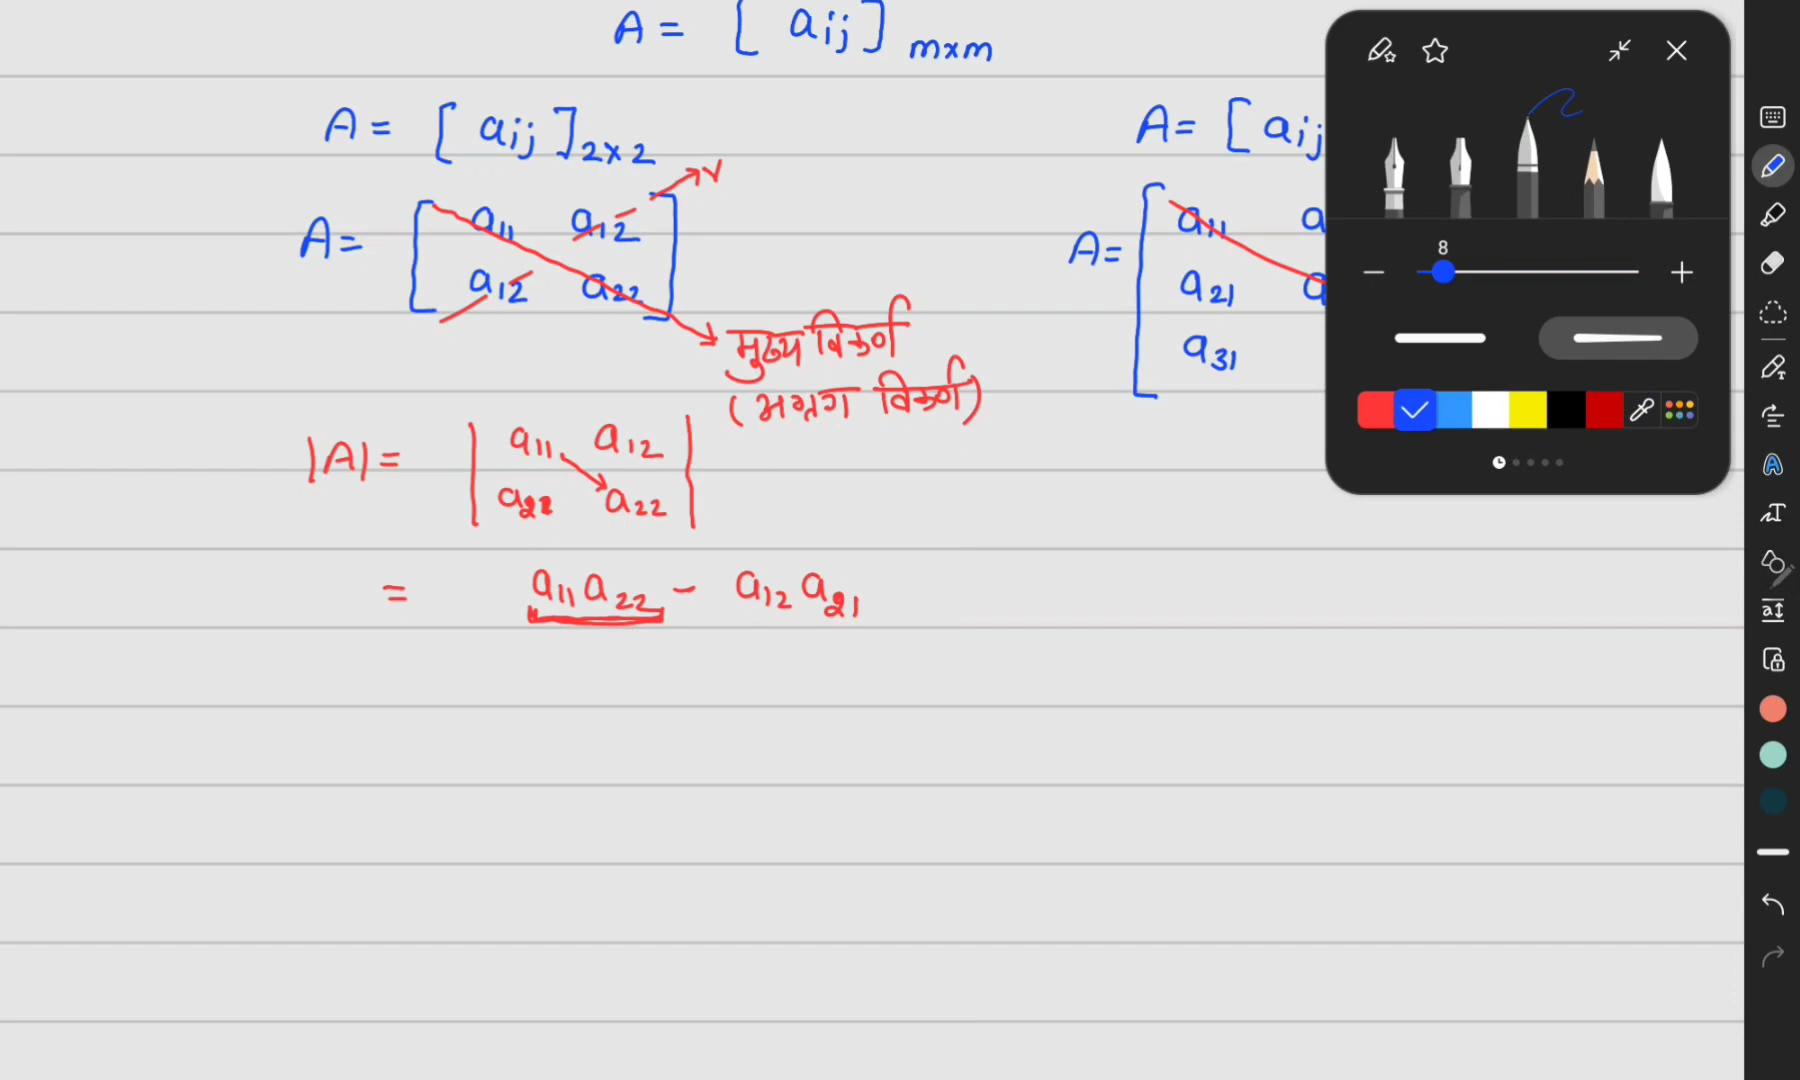 A = [ aij ] m×m
A = [ aij ]2×2
A = [ aij
A = [ a11 a12
a12 a22 ]
मुख्य विकर्ण
(अग्रग विकर्ण)
A = [ a11 a
a21 a
a31
8
|A| = | a11 a12
a22 a22 |
= a11 a22 - a12 a21